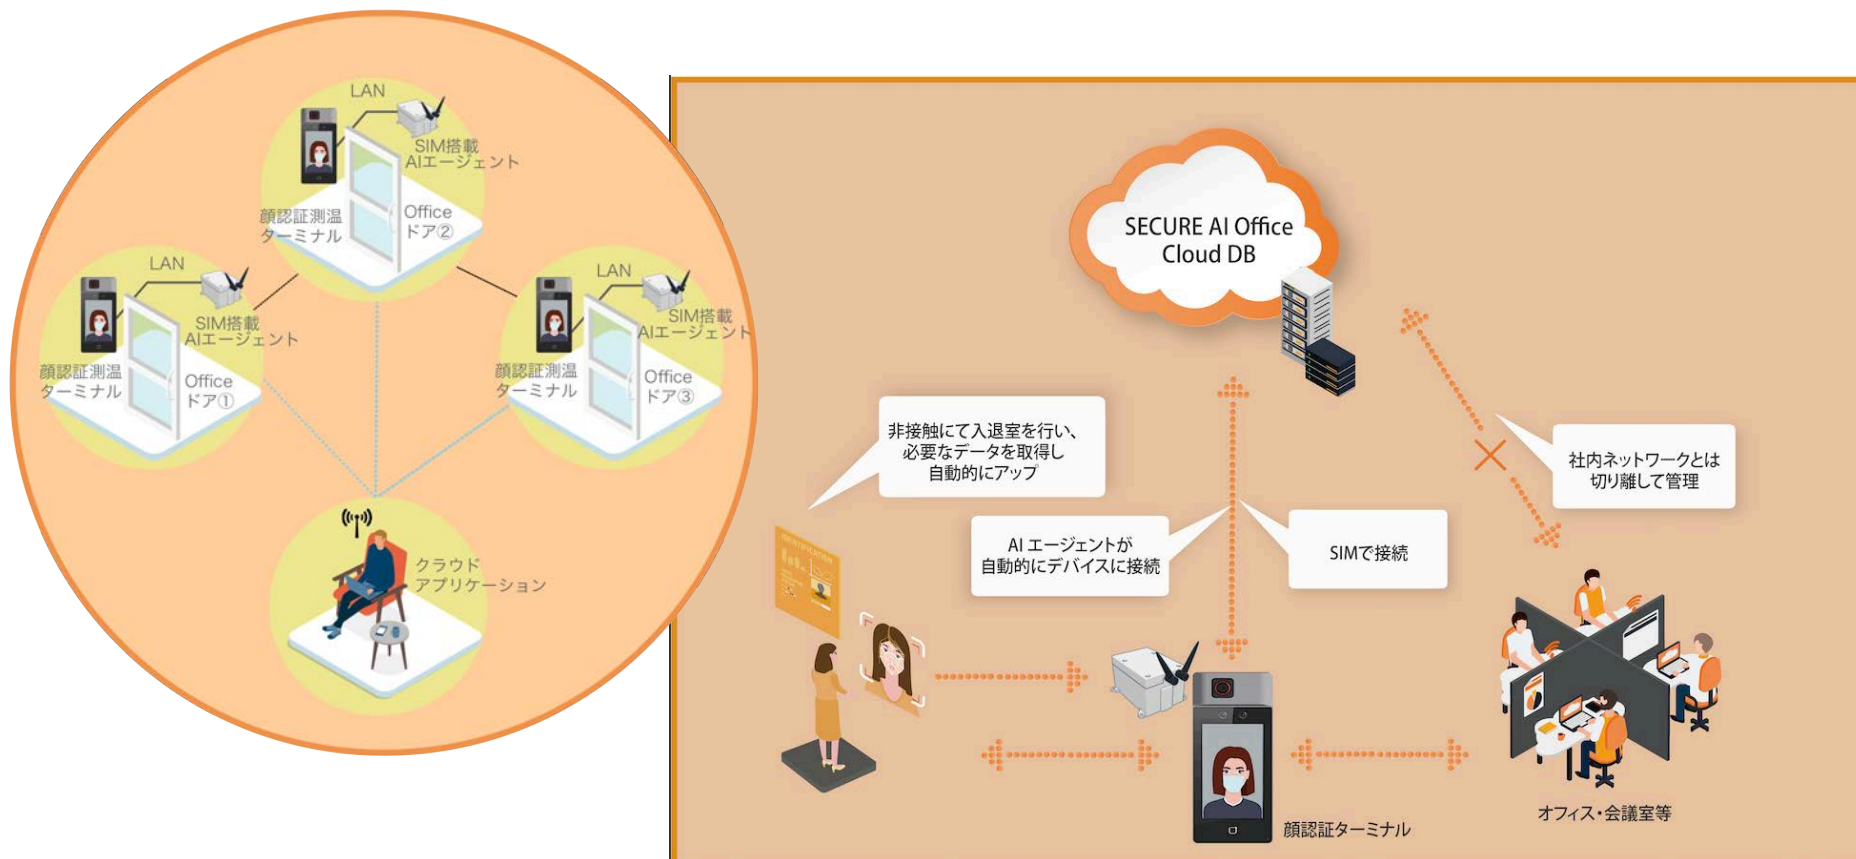 LAN
SIM搭載
AIエージェント
顔認証測温
ターミナル
Office
ドア②
LAN
SIM搭載
AIエージェント
顔認証測温
ターミナル
Office
ドア①
LAN
SIM搭載
AIエージェント
顔認証測温
ターミナル
Office
ドア③
クラウド
アプリケーション
SECURE AI Office
Cloud DB
非接触にて入退室を行い、
必要なデータを取得し
自動的にアップ
社内ネットワークとは
切り離して管理
AI エージェントが
自動的にデバイスに接続
SIMで接続
IDENTIFICATION
顔認証ターミナル
オフィス・会議室等